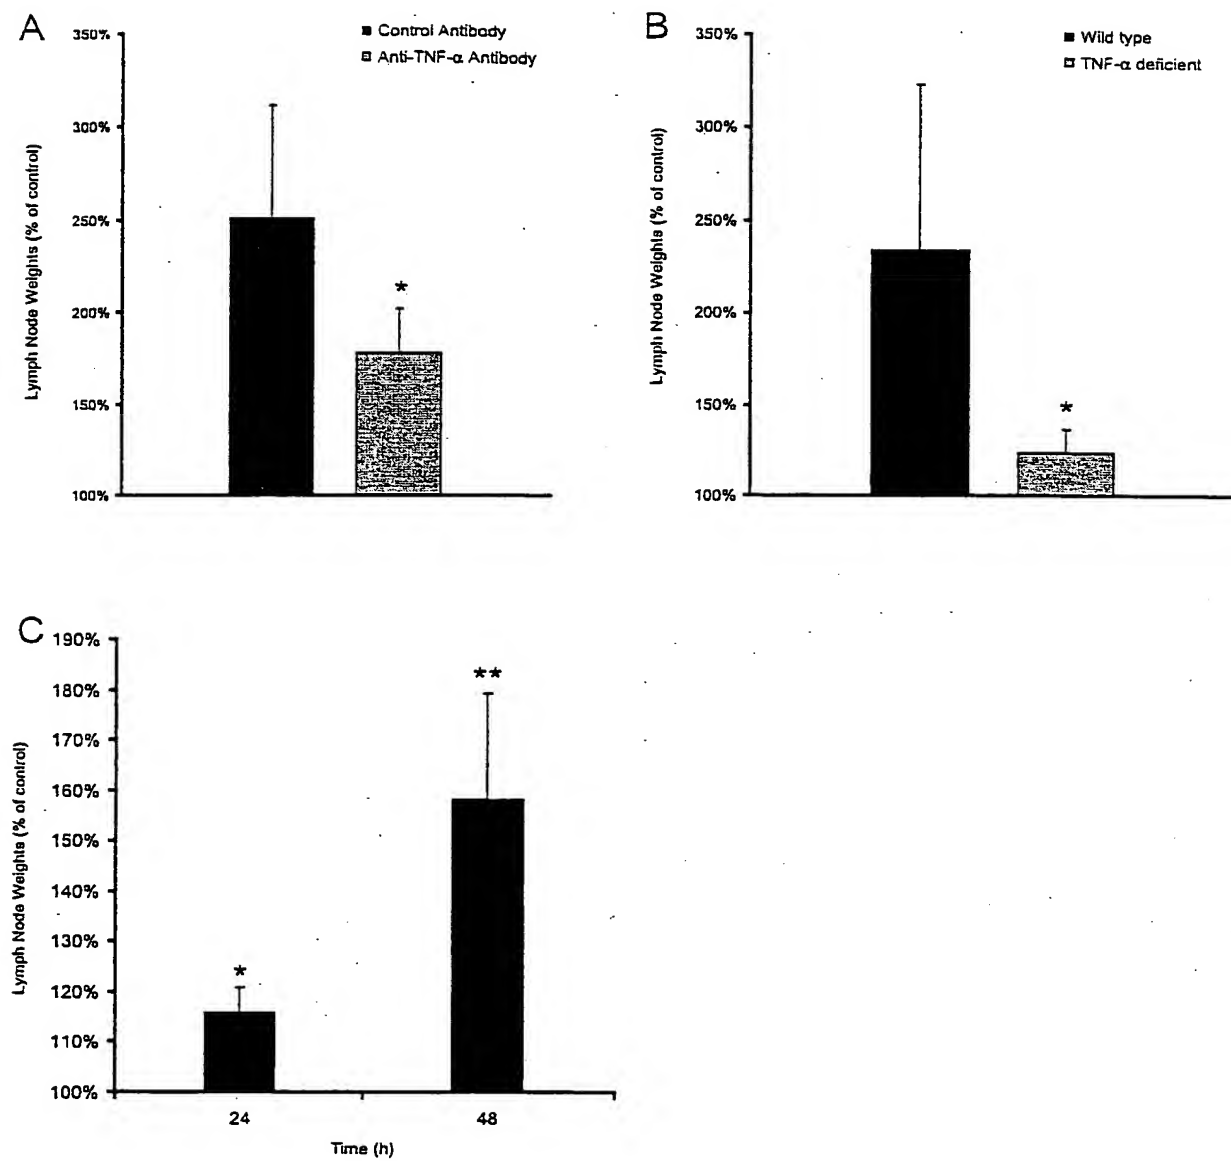 A
350%
300%
250%
200%
150%
100%
Lymph Node Weights (% of control)
■ Control Antibody
Anti-TNF-α Antibody
*
B
350%
300%
250%
200%
150%
100%
Lymph Node Weights (% of control)
■ Wild type
TNF-α deficient
*
C
190%
180%
170%
160%
150%
140%
130%
120%
110%
100%
Lymph Node Weights (% of control)
*
**
24
48
Time (h)